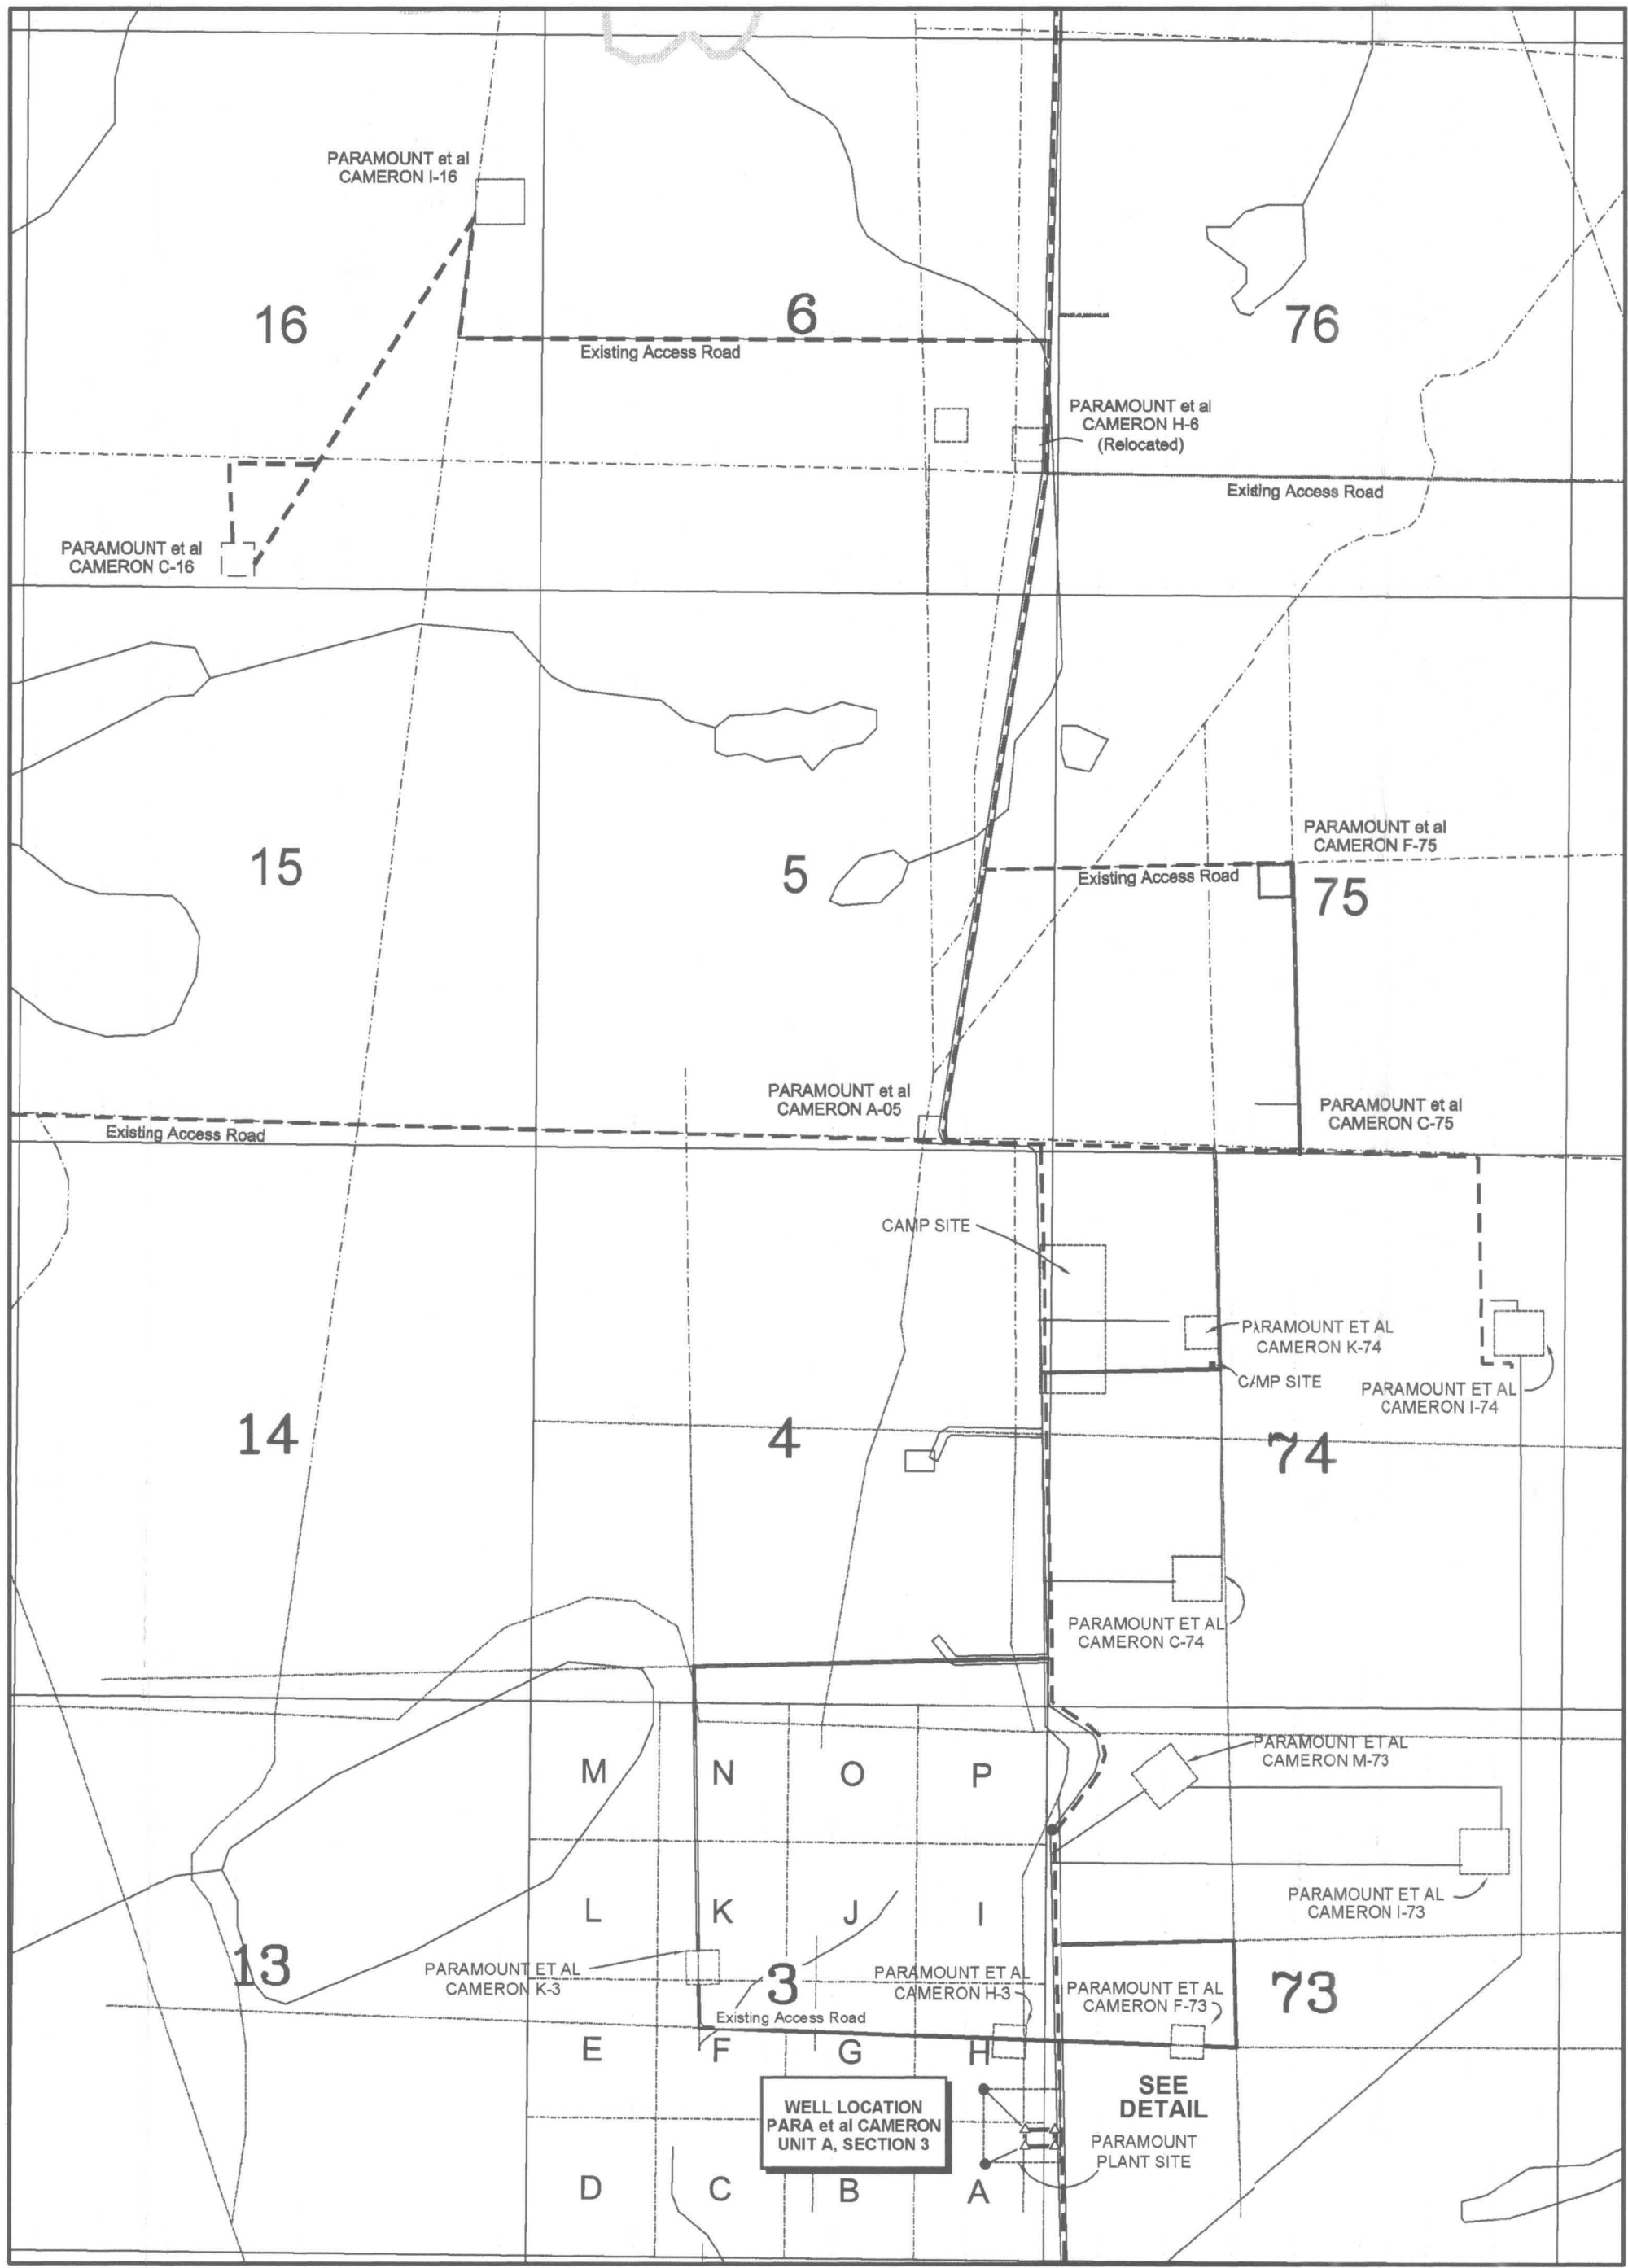 PARAMOUNT et al
CAMERON I-16
16
6
76
Existing Access Road
PARAMOUNT et al
CAMERON H-6
(Relocated)
Existing Access Road
PARAMOUNT et al
CAMERON C-16
15
5
PARAMOUNT et al
CAMERON F-75
Existing Access Road
75
PARAMOUNT et al
CAMERON A-05
PARAMOUNT et al
CAMERON C-75
Existing Access Road
CAMP SITE
PARAMOUNT ET AL
CAMERON K-74
CAMP SITE
PARAMOUNT ET AL
CAMERON I-74
14
4
74
PARAMOUNT ET AL
CAMERON C-74
PARAMOUNT ET AL
CAMERON M-73
M
N
O
P
PARAMOUNT ET AL
CAMERON I-73
L
K
J
I
13
PARAMOUNT ET AL
CAMERON K-3
3
PARAMOUNT ET AL
CAMERON H-3
PARAMOUNT ET AL
CAMERON F-73
73
Existing Access Road
E
F
G
H
WELL LOCATION
PARA et al CAMERON
UNIT A, SECTION 3
SEE
DETAIL
PARAMOUNT
PLANT SITE
D
C
B
A